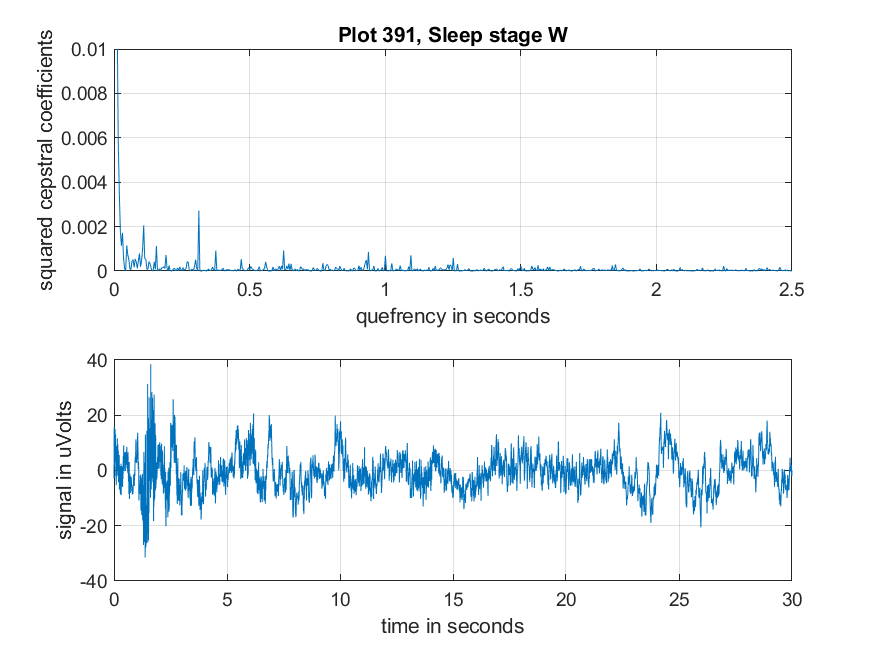 Plot 391, Sleep stage W
squared cepstral coefficients
0.01
0.008
0.006
0.004
0.002
0
0 0.5 1 1.5 2 2.5
quefrency in seconds
signal in uVolts
40
20
0
-20
-40
0 5 10 15 20 25 30
time in seconds